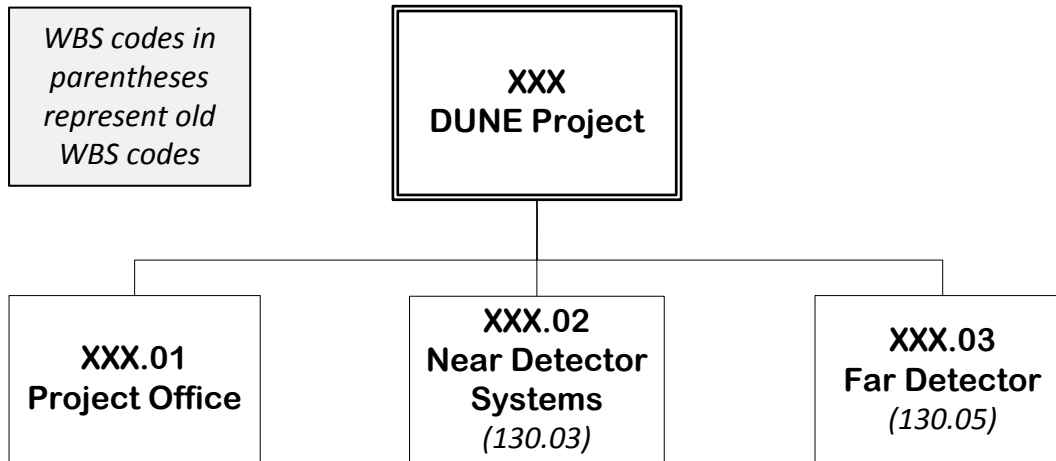 WBS codes in
parentheses
represent old
WBS codes
XXX
DUNE Project
XXX.01
Project Office
XXX.02
Near Detector
Systems
(130.03)
XXX.03
Far Detector
(130.05)